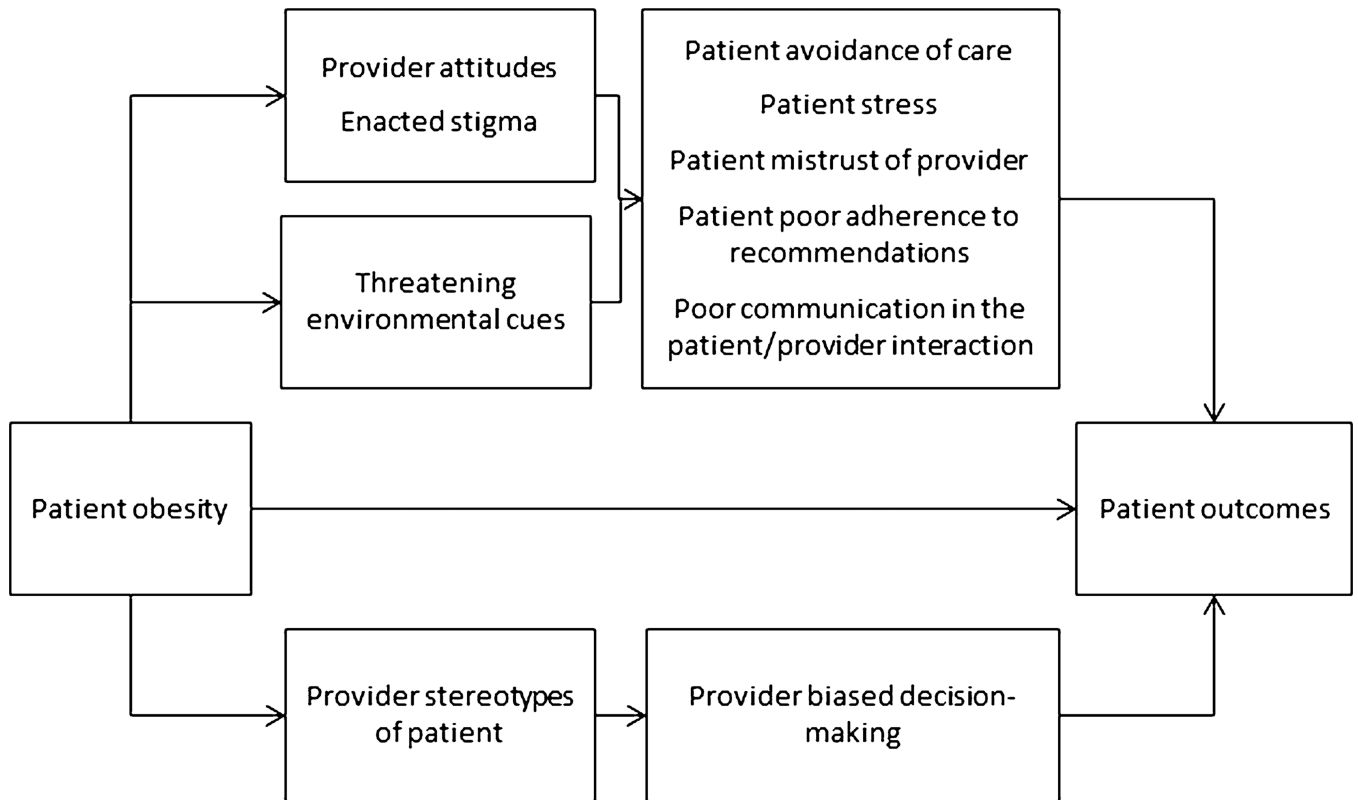 Provider attitudes
Enacted stigma
Patient avoidance of care
Patient stress
Patient mistrust of provider
Patient poor adherence to
recommendations
Poor communication in the
patient/provider interaction
Threatening
environmental cues
Patient obesity
Patient outcomes
Provider stereotypes
of patient
Provider biased decision-
making